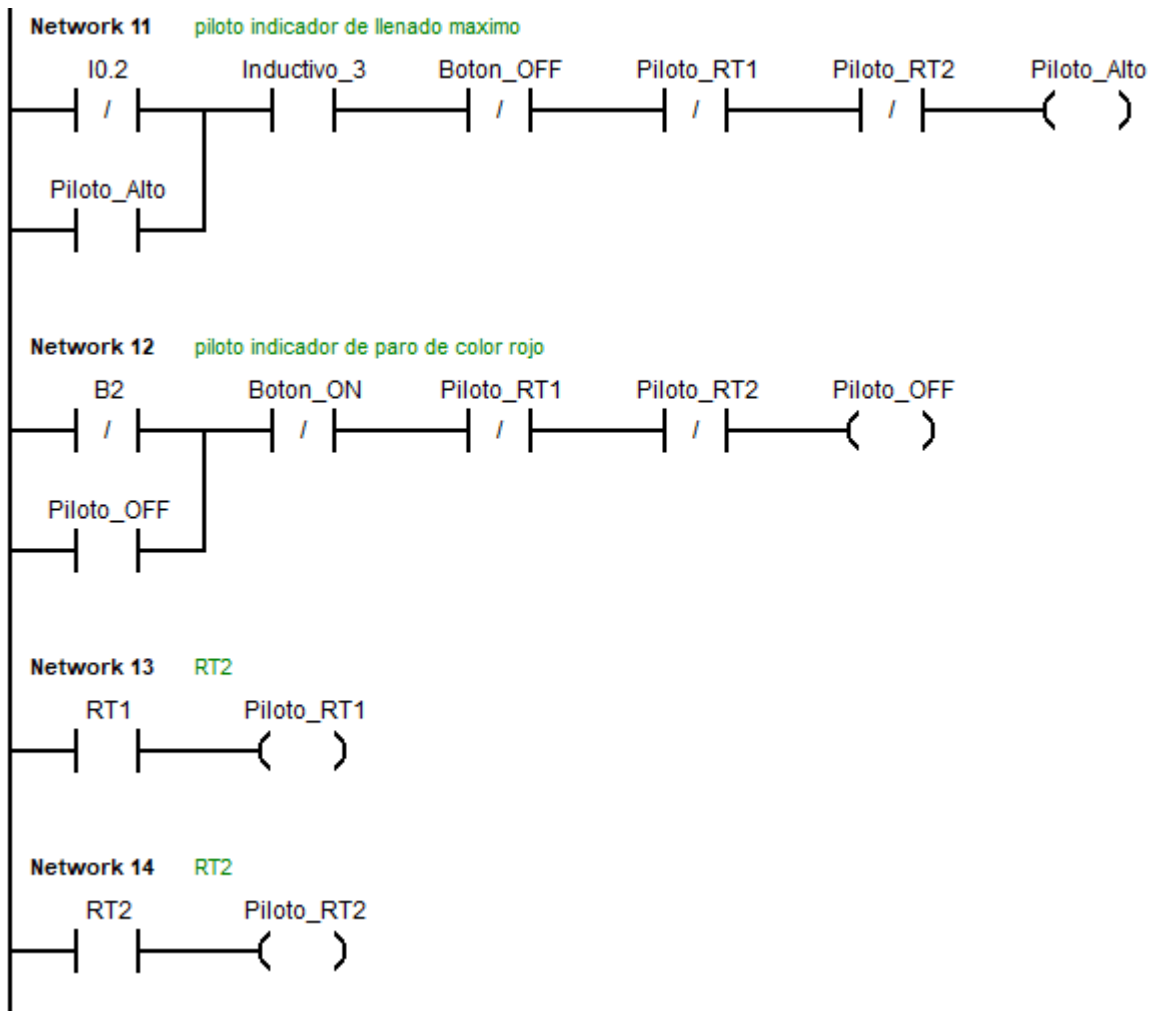 Network 11 piloto indicador de llenado maximo
I0.2 Inductivo_3 Boton_OFF Piloto_RT1 Piloto_RT2 Piloto_Alto
/ / / /
Piloto_Alto
Network 12 piloto indicador de paro de color rojo
B2 Boton_ON Piloto_RT1 Piloto_RT2 Piloto_OFF
/ / / /
Piloto_OFF
Network 13 RT2
RT1 Piloto_RT1
Network 14 RT2
RT2 Piloto_RT2